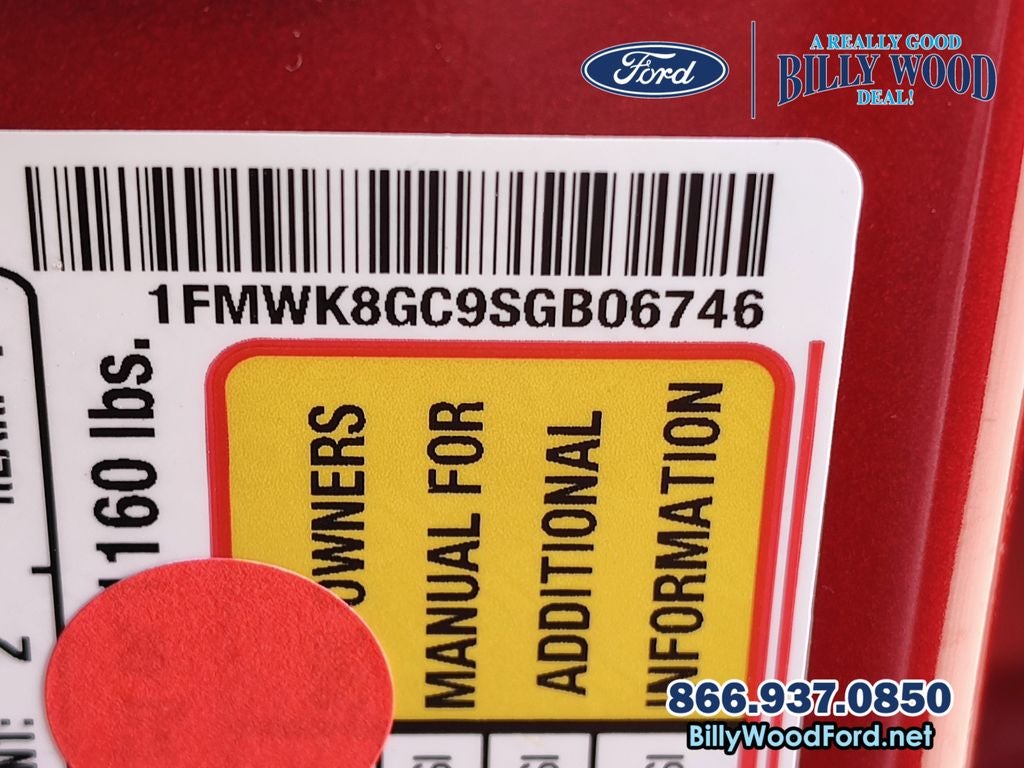 Ford
A REALLY GOOD
BILLY WOOD
DEAL!
1FMWK8GC9SGB06746
160 lbs.
OWNERS
MANUAL FOR
ADDITIONAL
INFORMATION
2
866.937.0850
BillyWoodFord.net